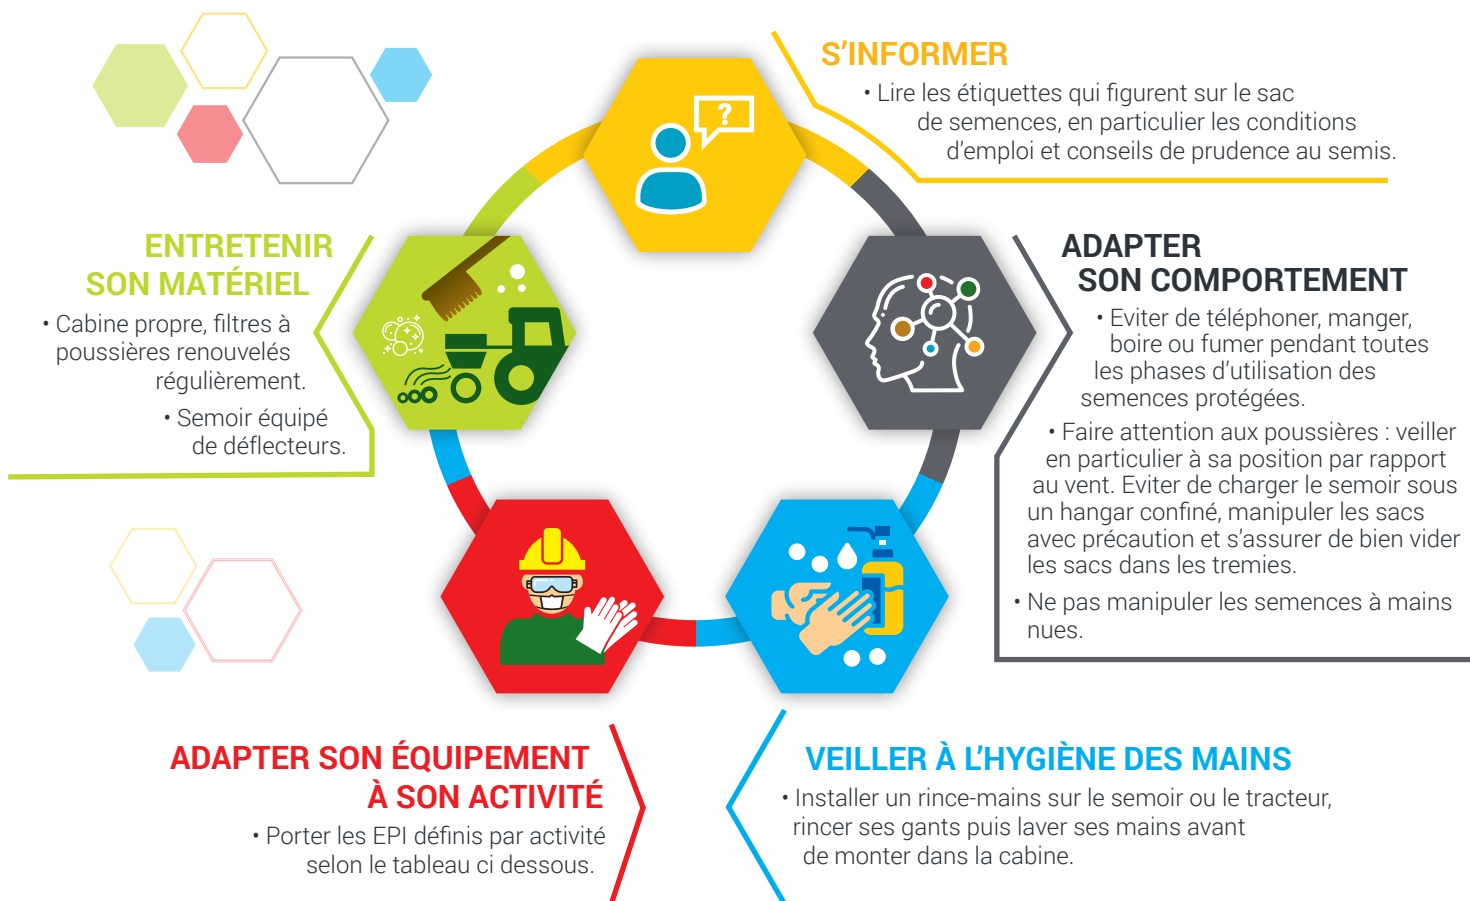 S'INFORMER
• Lire les étiquettes qui figurent sur le sac
de semences, en particulier les conditions
d'emploi et conseils de prudence au semis.
?
ADAPTER
SON COMPORTEMENT
• Eviter de téléphoner, manger,
boire ou fumer pendant toutes
les phases d'utilisation des
semences protégées.
• Faire attention aux poussières : veiller
en particulier à sa position par rapport
au vent. Eviter de charger le semoir sous
un hangar confiné, manipuler les sacs
avec précaution et s'assurer de bien vider
les sacs dans les tremies.
• Ne pas manipuler les semences à mains
nues.
VEILLER À L'HYGIÈNE DES MAINS
• Installer un rince-mains sur le semoir ou le tracteur,
rincer ses gants puis laver ses mains avant
de monter dans la cabine.
ADAPTER SON ÉQUIPEMENT
À SON ACTIVITÉ
• Porter les EPI définis par activité
selon le tableau ci dessous.
ENTRETENIR
SON MATÉRIEL
• Cabine propre, filtres à
poussières renouvelés
régulièrement.
• Semoir équipé
de déflecteurs.